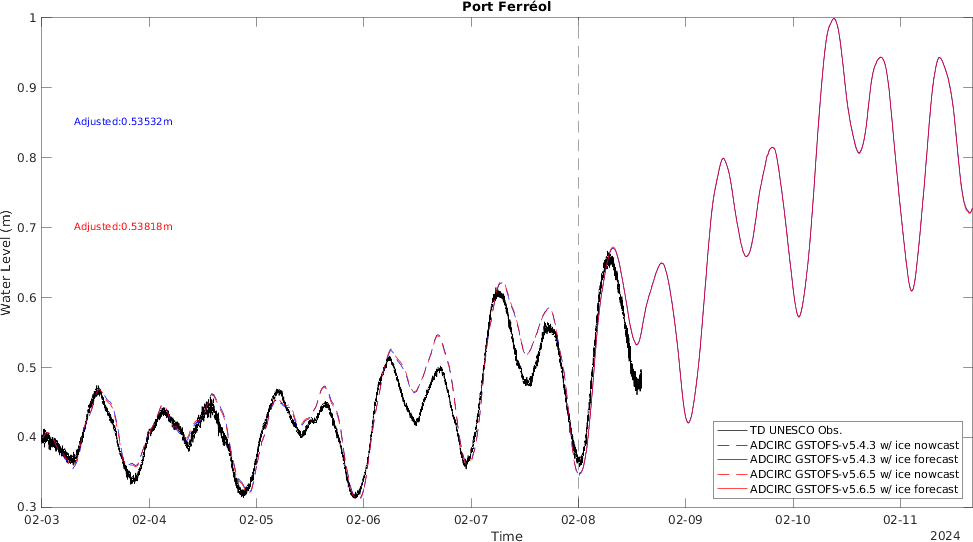 Port Ferréol
1
0.9
0.8
0.7
0.6
0.5
0.4
0.3
Water Level (m)
Adjusted:0.53532m
Adjusted:0.53818m
TD UNESCO Obs.
ADCIRC GSTOFS-v5.4.3 w/ ice nowcast
ADCIRC GSTOFS-v5.4.3 w/ ice forecast
ADCIRC GSTOFS-v5.6.5 w/ ice nowcast
ADCIRC GSTOFS-v5.6.5 w/ ice forecast
02-03 02-04 02-05 02-06 02-07 02-08 02-09 02-10 02-11
Time
2024